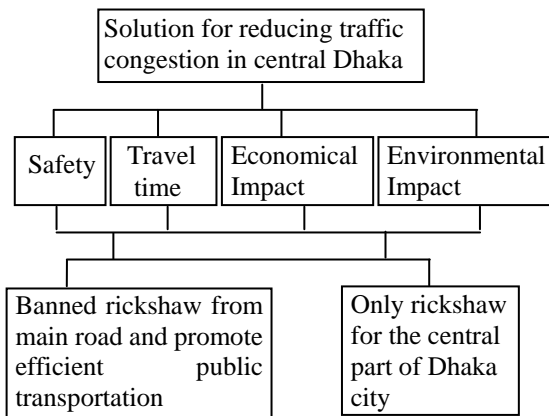 Solution for reducing traffic
congestion in central Dhaka
Safety
Travel
time
Economical
Impact
Environmental
Impact
Banned rickshaw from
main road and promote
efficient public
transportation
Only rickshaw
for the central
part of Dhaka
city